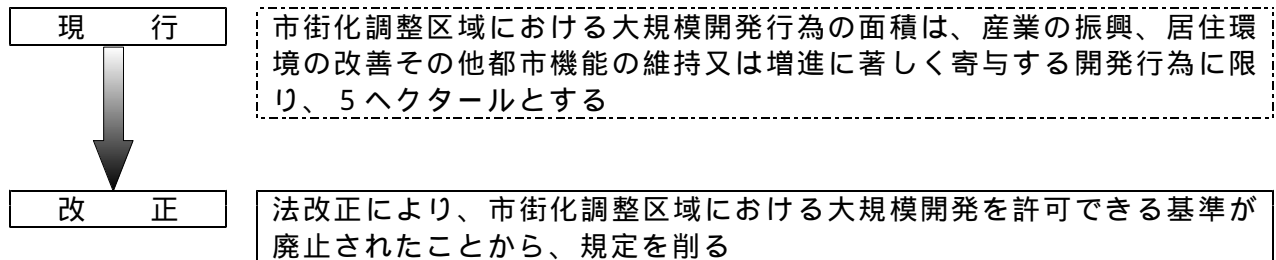 現　　行
市街化調整区域における大規模開発行為の面積は、産業の振興、居住環
境の改善その他都市機能の維持又は増進に著しく寄与する開発行為に限
り、５ヘクタールとする
改　　正
法改正により、市街化調整区域における大規模開発を許可できる基準が
廃止されたことから、規定を削る